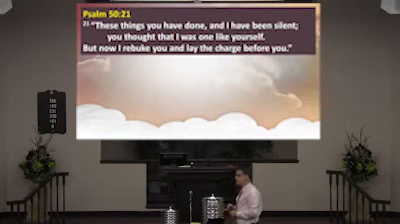 Psalm 50:21
21 "These things you have done, and I have been silent;
you thought that I was one like yourself.
But now I rebuke you and lay the charge before you."